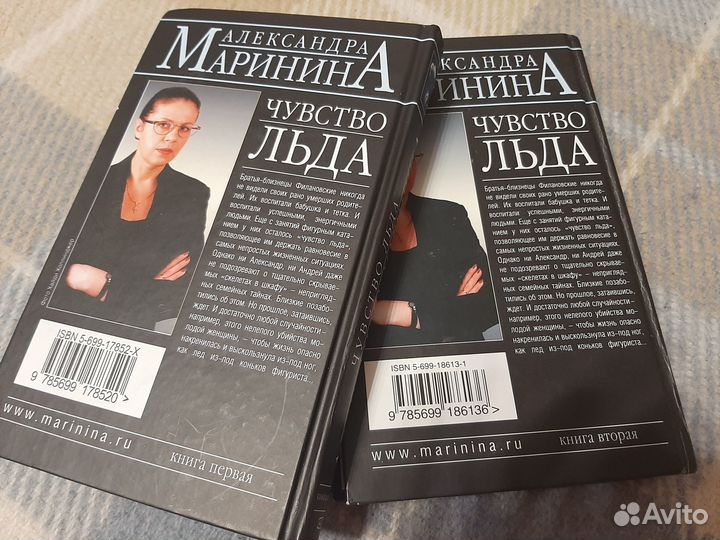 АЛЕКСАНДРА
МАРИНИНА
ЧУВСТВО
ЛЬДА
Братья-близнецы Филановские никогда
не видели своих рано умерших родите-
лей. Их воспитали бабушка и тетка. И
воспитали успешными, энергичными
людьми. Еще с занятий фигурным ката-
нием у них осталось «чувство льда»,
позволяющее им держать равновесие в
самых непростых жизненных ситуациях.
Однако ни Александр, ни Андрей даже
не подозревают о тщательно скрывае-
мых «скелетах в шкафу» – непригляд-
ных семейных тайнах. Близкие позабо-
тились об этом. Но прошлое, затаившись,
ждет. И достаточно любой случайности –
например, этого нелепого убийства мо-
лодой женщины, – чтобы жизнь опасно
накренилась и выскользнула из-под ног,
как лед из-под коньков фигуриста...
ISBN 5-699-17852-X
9 785699 178520 >
www.marinina.ru
книга первая
ЧУВСТВО ЛЬДА
КСАНДРА
ИНИНА
ЧУВСТВО
ЛЬДА
Братья-близнецы Филановские никогда
не видели своих рано умерших родите-
лей. Их воспитали бабушка и тетка. И
воспитали успешными, энергичными
людьми. Еще с занятий фигурным ката-
нием у них осталось «чувство льда»,
позволяющее им держать равновесие в
самых непростых жизненных ситуациях.
Однако ни Александр, ни Андрей даже
не подозревают о тщательно скрывае-
мых «скелетах в шкафу» – непригляд-
ных семейных тайнах. Близкие позабо-
тились об этом. Но прошлое, затаившись,
ждет. И достаточно любой случайности –
например, этого нелепого убийства мо-
лодой женщины, – чтобы жизнь опасно
накренилась и выскользнула из-под ног,
как лед из-под коньков фигуриста...
ISBN 5-699-18613-1
9 785699 186136 >
www.marinina.ru
книга вторая
Avito